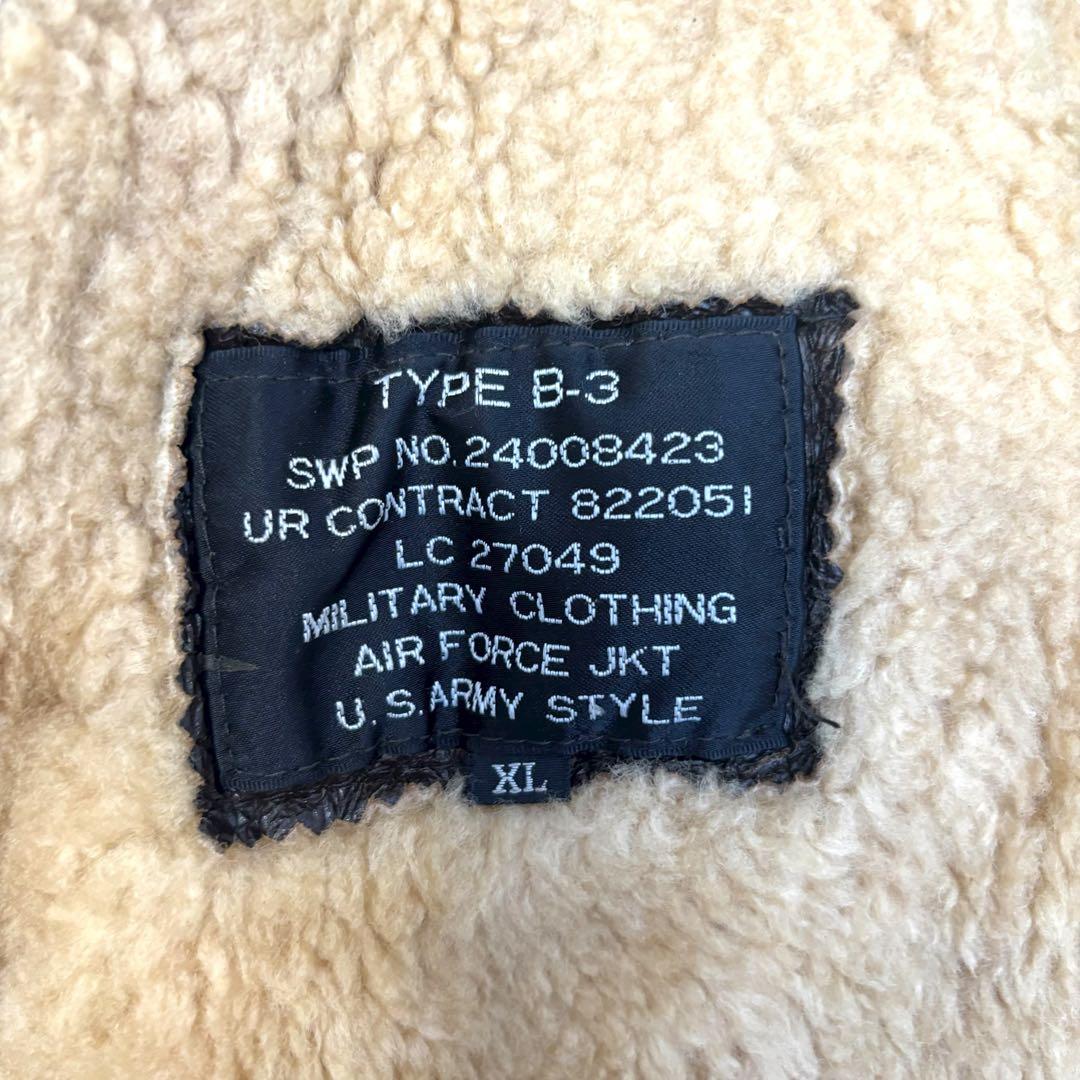 TYPE B-3
SWP NO.24008423
UR CONTRACT 822051
LC 27049
MILITARY CLOTHING
AIR FORCE JKT
U.S.ARMY STYLE
XL